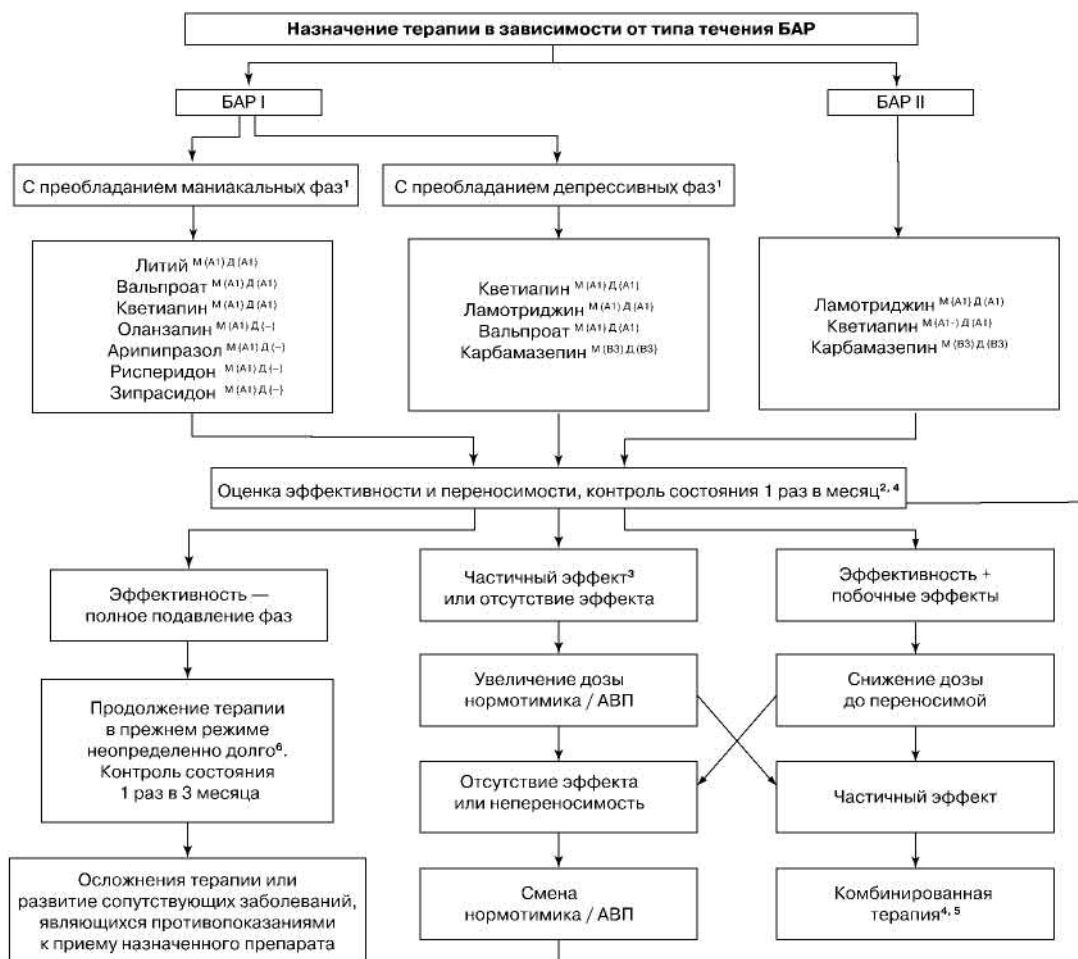 Назначение терапии в зависимости от типа течения БАР
БАР I
БАР II
С преобладанием маниакальных фаз¹
С преобладанием депрессивных фаз¹
Литий М (А1) Д (А1)
Вальпроат М (А1) Д (А1)
Кветиапин М (А1) Д (А1)
Оланзапин М (А1) Д (–)
Арипипразол М (А1) Д (–)
Рисперидон М (А1) Д (–)
Зипрасидон М (А1) Д (–)
Кветиапин М (А1) Д (А1)
Ламотриджин М (А1) Д (А1)
Вальпроат М (А1) Д (А1)
Карбамазепин М (В3) Д (В3)
Ламотриджин М (А1) Д (А1)
Кветиапин М (А1-) Д (А1)
Карбамазепин М (В3) Д (В3)
Оценка эффективности и переносимости, контроль состояния 1 раз в месяц²,⁴
Эффективность —
полное подавление фаз
Частичный эффект³
или отсутствие эффекта
Эффективность +
побочные эффекты
Продолжение терапии
в прежнем режиме
неопределенно долго⁶.
Контроль состояния
1 раз в 3 месяца
Увеличение дозы
нормотимика / АВП
Снижение дозы
до переносимой
Отсутствие эффекта
или непереносимость
Частичный эффект
Осложнения терапии или
развитие сопутствующих заболеваний,
являющихся противопоказаниями
к приему назначенного препарата
Смена
нормотимика / АВП
Комбинированная
терапия⁴,⁵